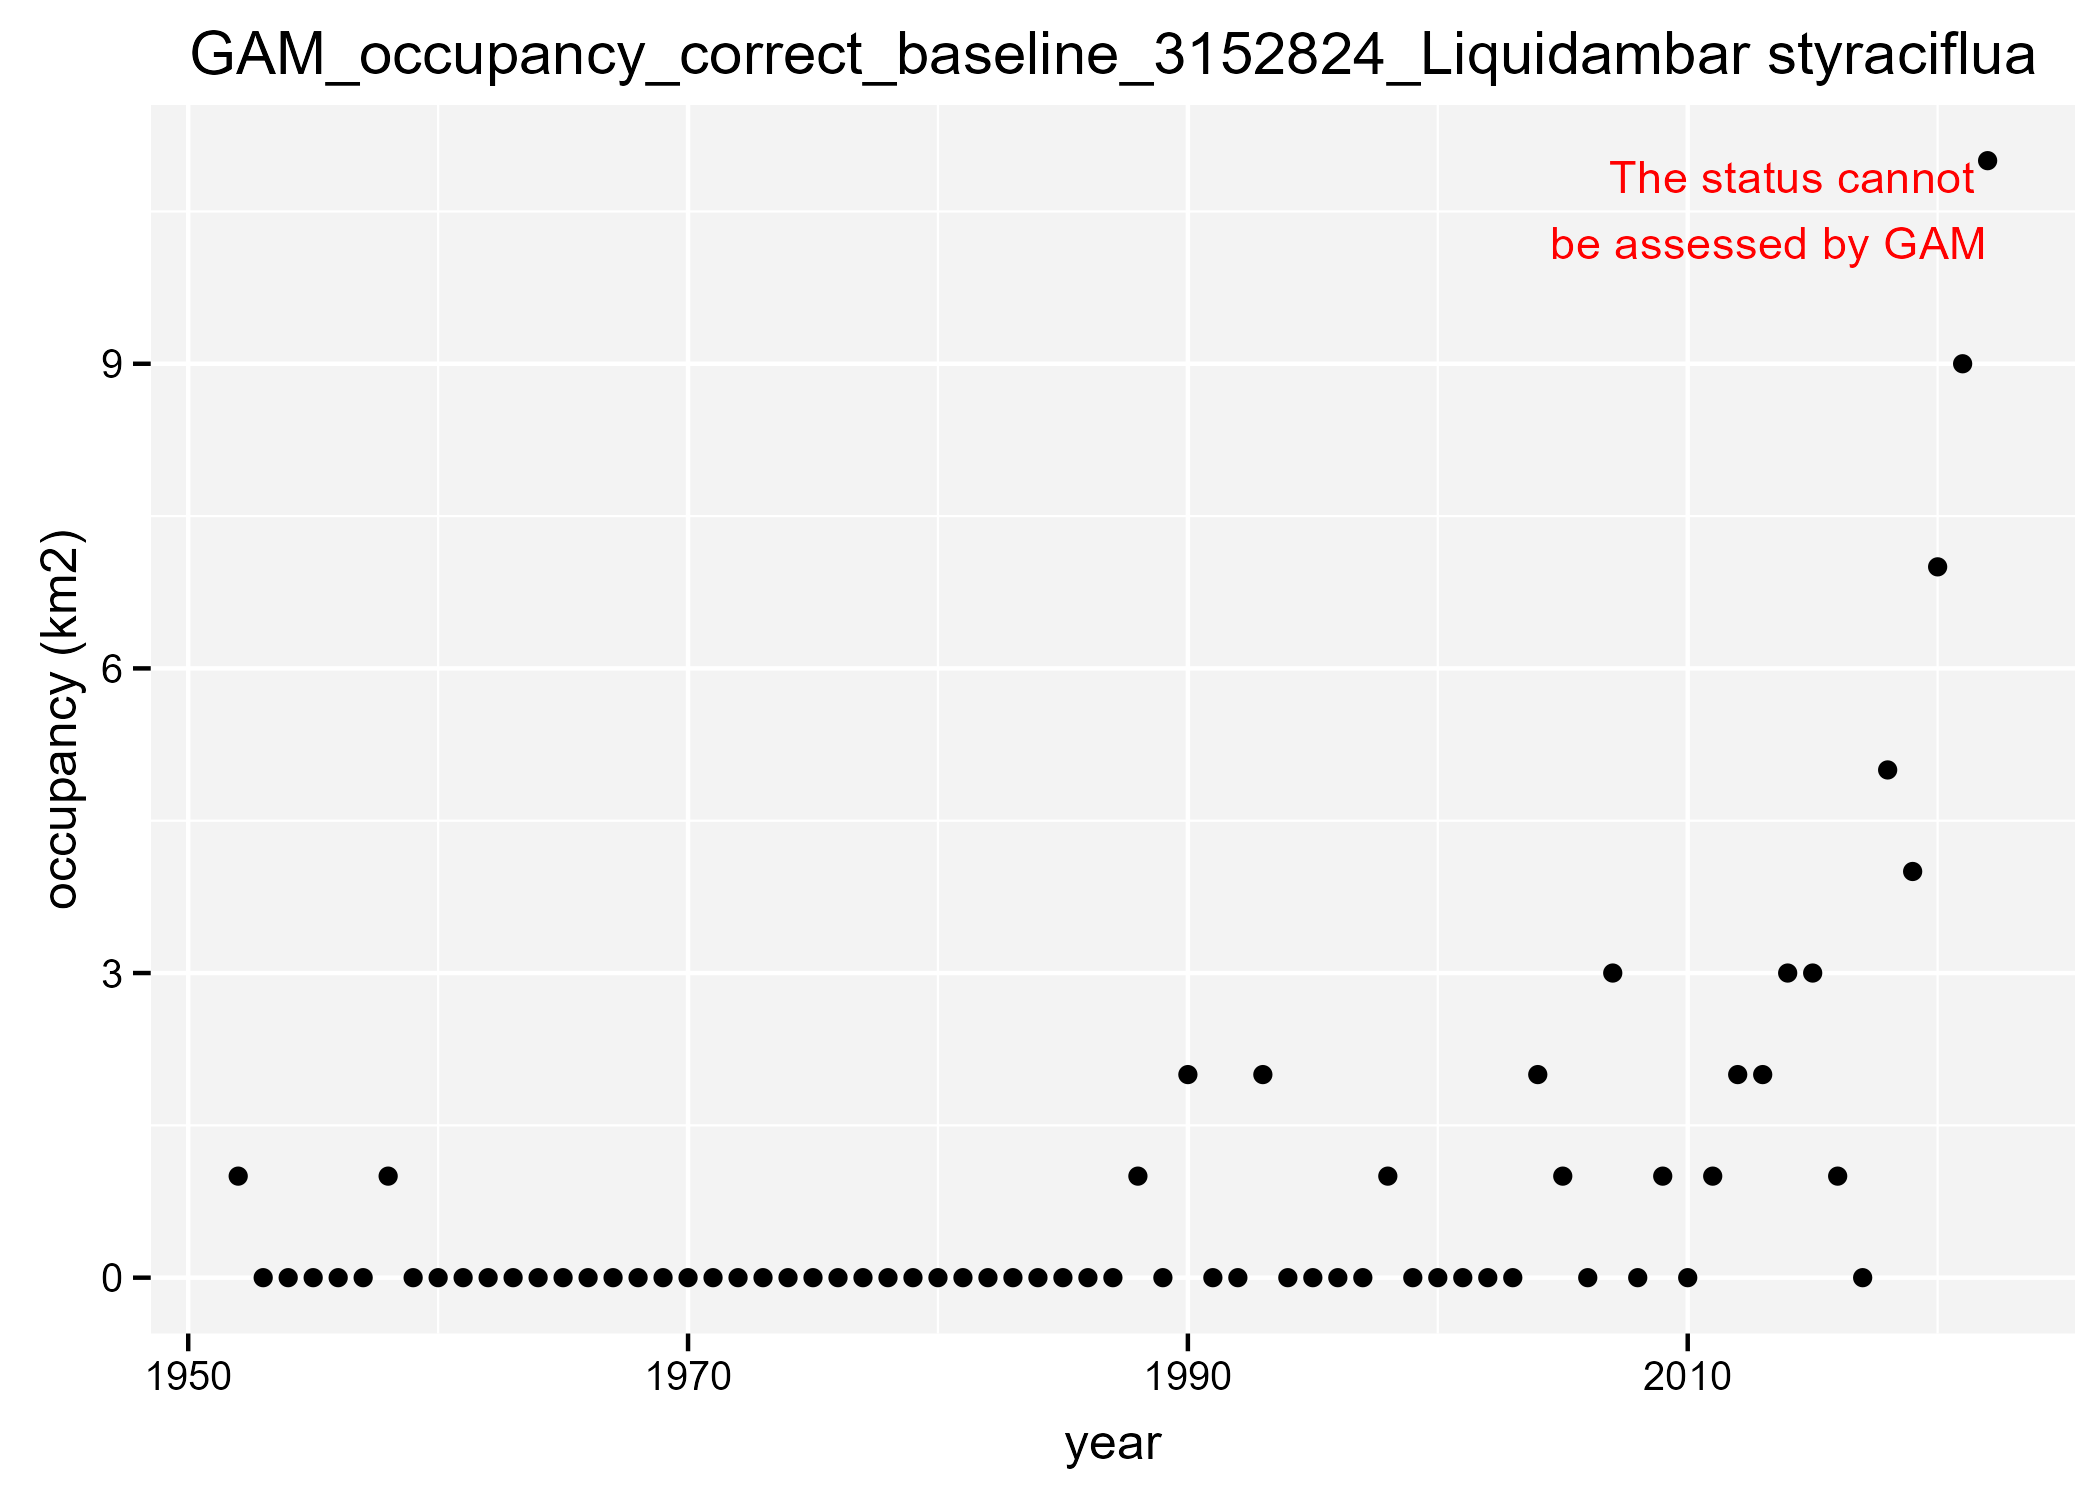 GAM_occupancy_correct_baseline_3152824_Liquidambar styraciflua
The status cannot
be assessed by GAM
9
6
3
0
occupancy (km2)
1950
1970
1990
2010
year